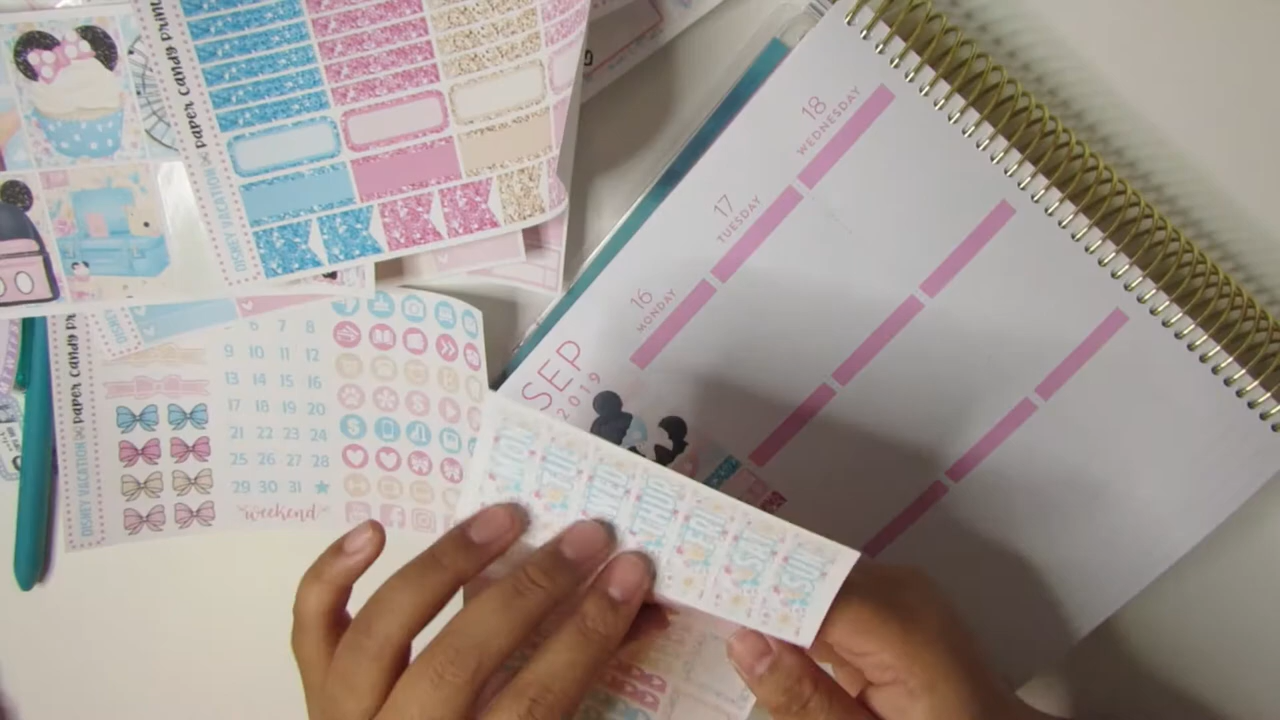 DISNEY VACATION
PAPER CANDY
DISNEY VACATION
PAPER CANDY
6 7 8
9 10 11 12
13 14 15 16
17 18 19 20
21 22 23 24
25 26 27 28
29 30 31
weekend
18
WEDNESDAY
17
TUESDAY
16
MONDAY
SEP
2019
MON
TUE
WED
THUR
FRI
SAT
SUN